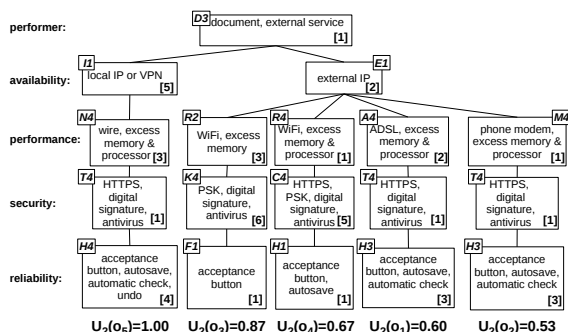 performer:
D3
document, external service
[1]
availability:
I1
local IP or VPN
[5]
E1
external IP
[2]
performance:
N4
wire, excess
memory &
processor
[3]
R2
WiFi, excess
memory
[3]
R4
WiFi, excess
memory &
processor
[1]
A4
ADSL, excess
memory &
processor
[2]
M4
phone modem,
excess memory &
processor
[1]
security:
T4
HTTPS,
digital
signature,
antivirus
[1]
K4
PSK, digital
signature,
antivirus
[6]
C4
HTTPS,
PSK, digital
signature,
antivirus
[5]
T4
HTTPS,
digital
signature,
antivirus
[1]
T4
HTTPS,
digital
signature,
antivirus
[1]
reliability:
H4
acceptance
button, autosave,
automatic check,
undo
[4]
F1
acceptance
button
[1]
H1
acceptance
button,
autosave
[1]
H3
acceptance
button, autosave,
automatic check
[3]
H3
acceptance
button, autosave,
automatic check
[3]
U₂(o₅)=1.00
U₂(o₃)=0.87
U₂(o₄)=0.67
U₂(o₁)=0.60
U₂(o₂)=0.53